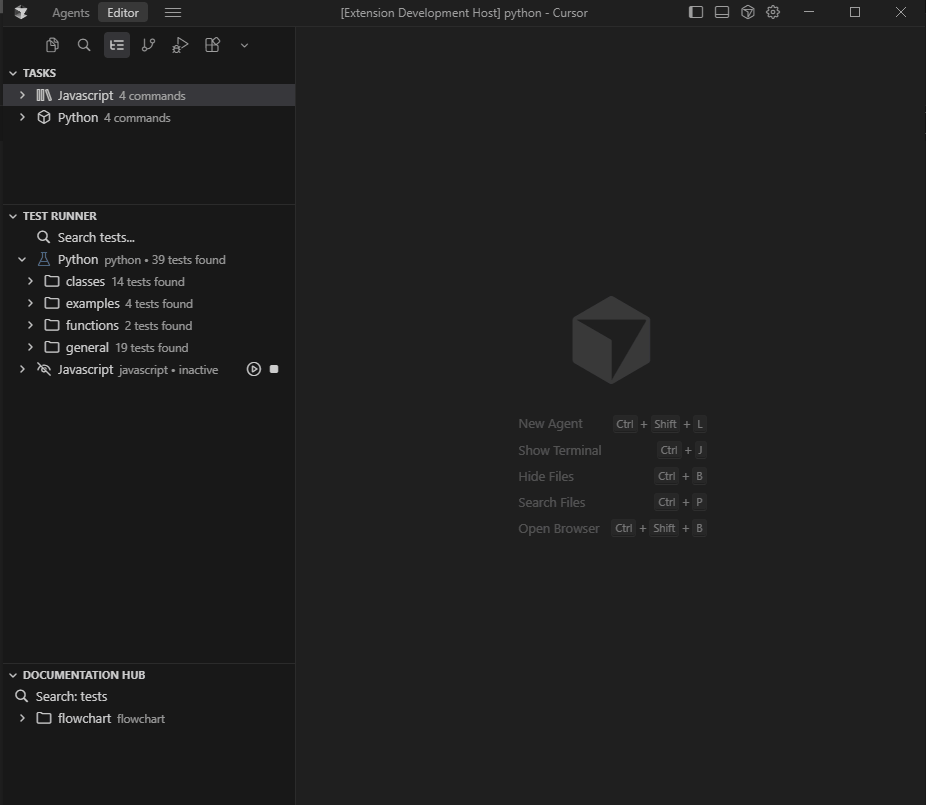 Agents Editor [Extension Development Host] python - Cursor
TASKS
Javascript 4 commands
Python 4 commands
TEST RUNNER
Search tests...
Python python • 39 tests found
classes 14 tests found
examples 4 tests found
functions 2 tests found
general 19 tests found
Javascript javascript • inactive
New Agent Ctrl + Shift + L
Show Terminal Ctrl + J
Hide Files Ctrl + B
Search Files Ctrl + P
Open Browser Ctrl + Shift + B
DOCUMENTATION HUB
Search: tests
flowchart flowchart